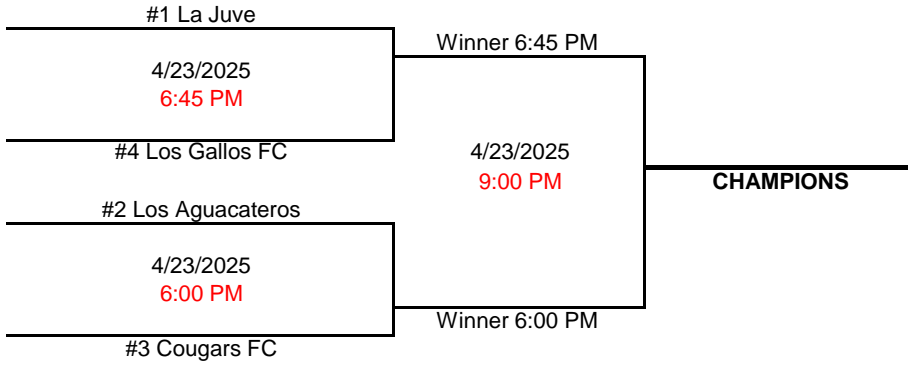 #1 La Juve
Winner 6:45 PM
4/23/2025
6:45 PM
#4 Los Gallos FC
4/23/2025
9:00 PM
CHAMPIONS
#2 Los Aguacateros
4/23/2025
6:00 PM
Winner 6:00 PM
#3 Cougars FC